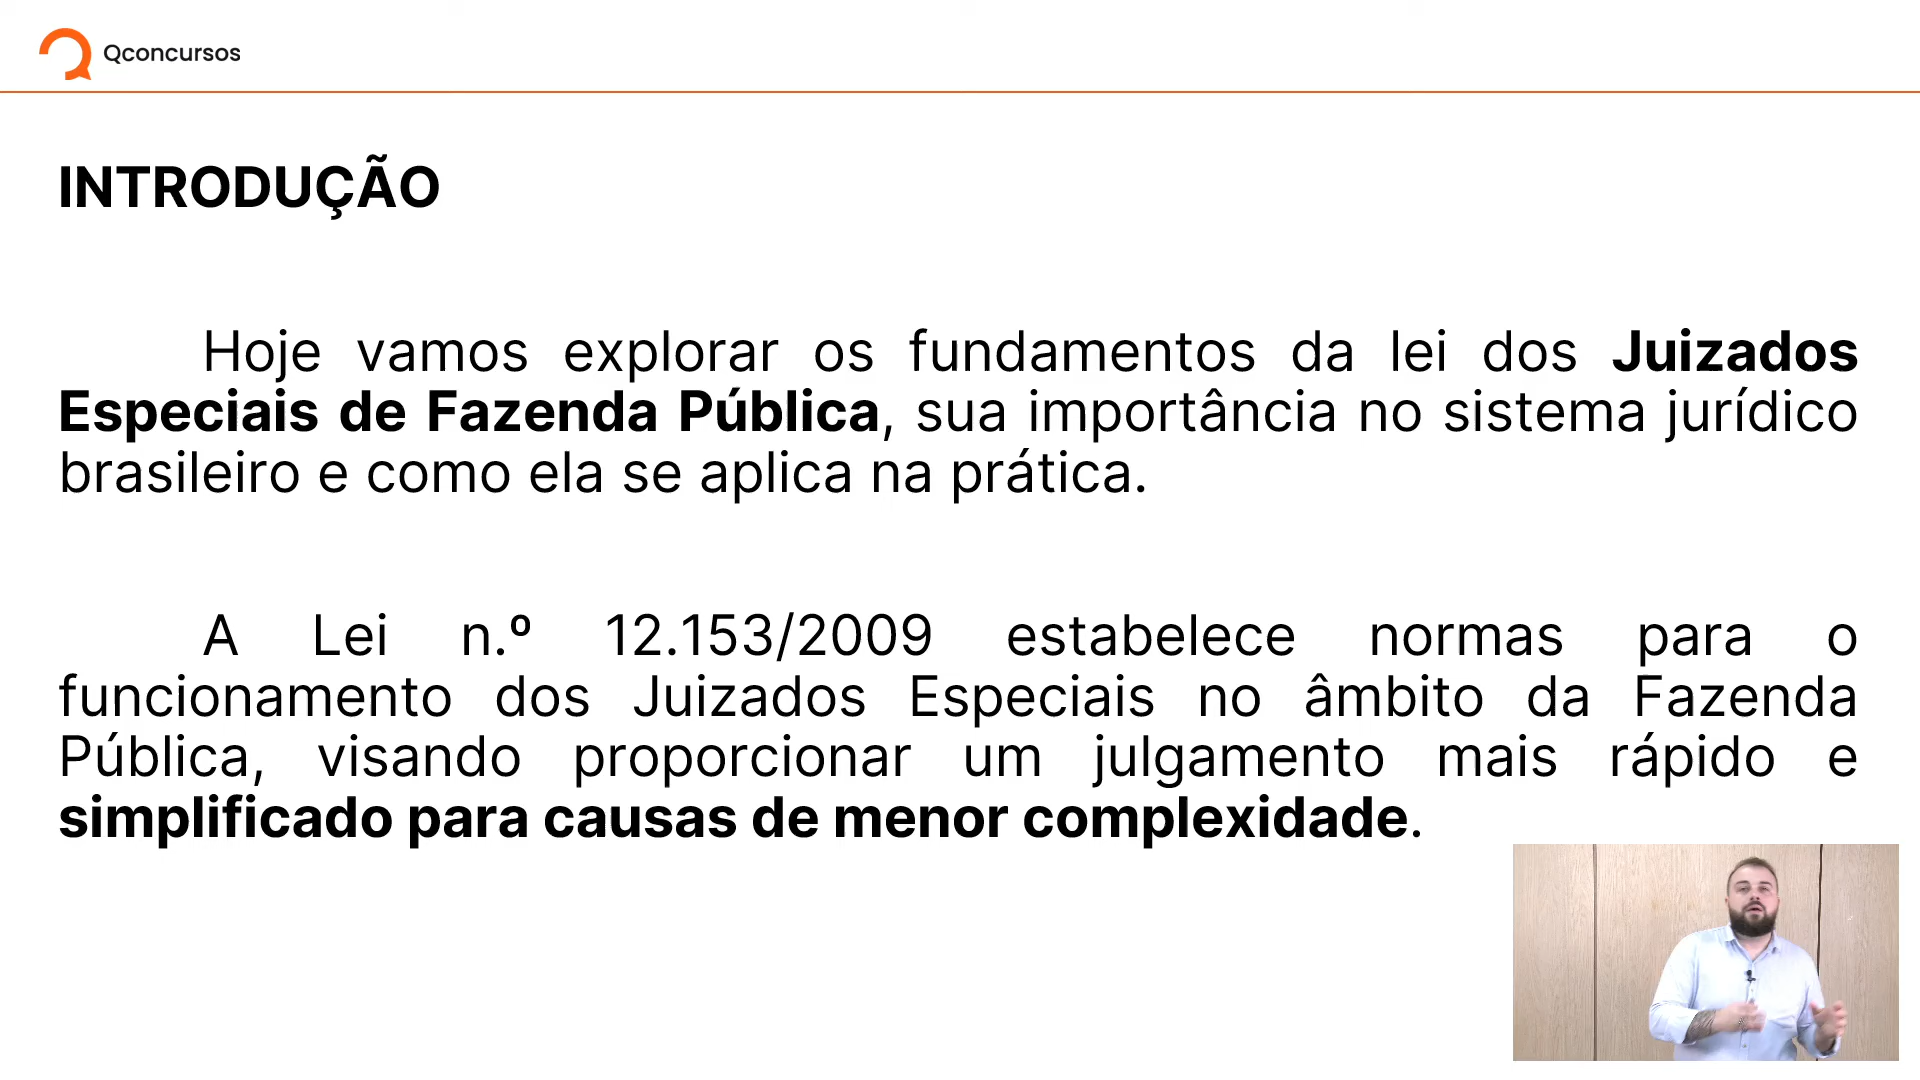 Qconcursos
INTRODUÇÃO
Hoje vamos explorar os fundamentos da lei dos Juizados
Especiais de Fazenda Pública, sua importância no sistema jurídico
brasileiro e como ela se aplica na prática.
A Lei n.º 12.153/2009 estabelece normas para o
funcionamento dos Juizados Especiais no âmbito da Fazenda
Pública, visando proporcionar um julgamento mais rápido e
simplificado para causas de menor complexidade.